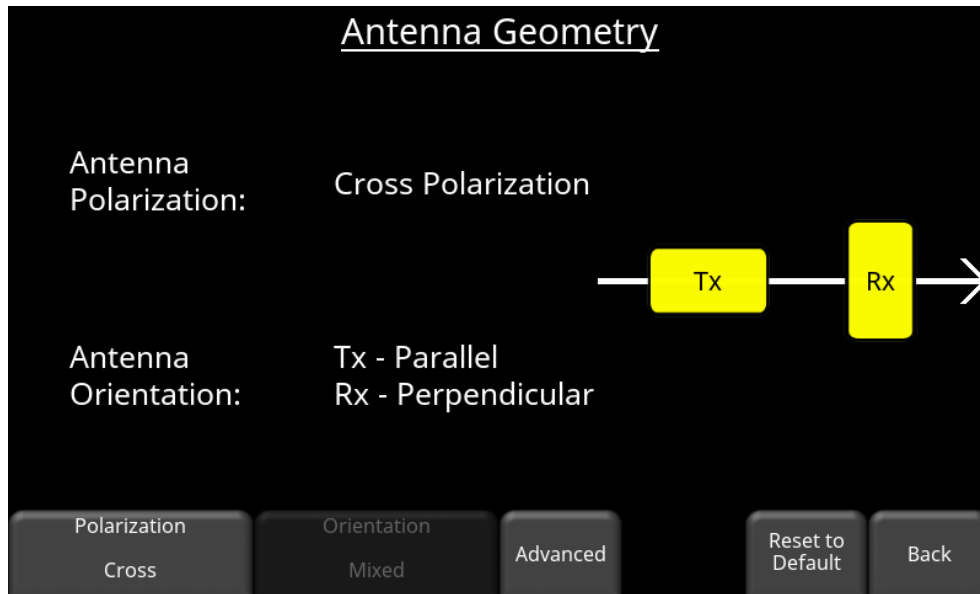 Antenna Geometry
Antenna
Polarization:
Cross Polarization
Tx
Rx
Antenna
Orientation:
Tx - Parallel
Rx - Perpendicular
Polarization
Cross
Orientation
Mixed
Advanced
Reset to
Default
Back